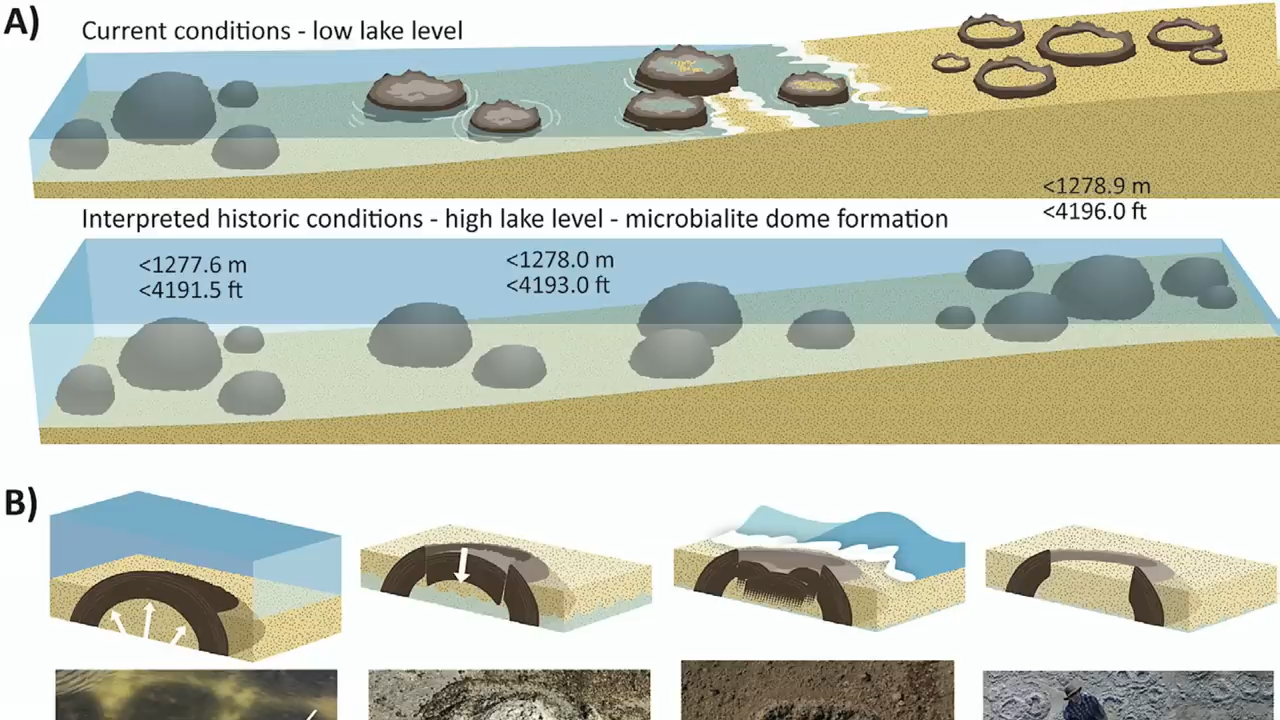 A)
Current conditions - low lake level
<1278.9 m
<4196.0 ft
Interpreted historic conditions - high lake level - microbialite dome formation
<1277.6 m
<4191.5 ft
<1278.0 m
<4193.0 ft
B)